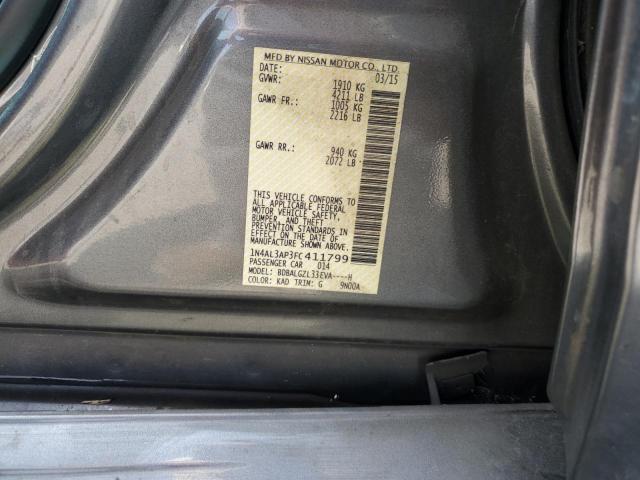 MFD BY NISSAN MOTOR CO., LTD.
DATE: 03/15
GVWR: 1910 KG
4211 LB
GAWR FR.: 1005 KG
2216 LB
GAWR RR.: 940 KG
2072 LB
THIS VEHICLE CONFORMS TO
ALL APPLICABLE FEDERAL
MOTOR VEHICLE SAFETY,
BUMPER, AND THEFT
PREVENTION STANDARDS IN
EFFECT ON THE DATE OF
MANUFACTURE SHOWN ABOVE.
1N4AL3AP3FC411799
PASSENGER CAR 014
MODEL: BDBALGZL33EVA----H
COLOR: KAD TRIM: G 9N00A